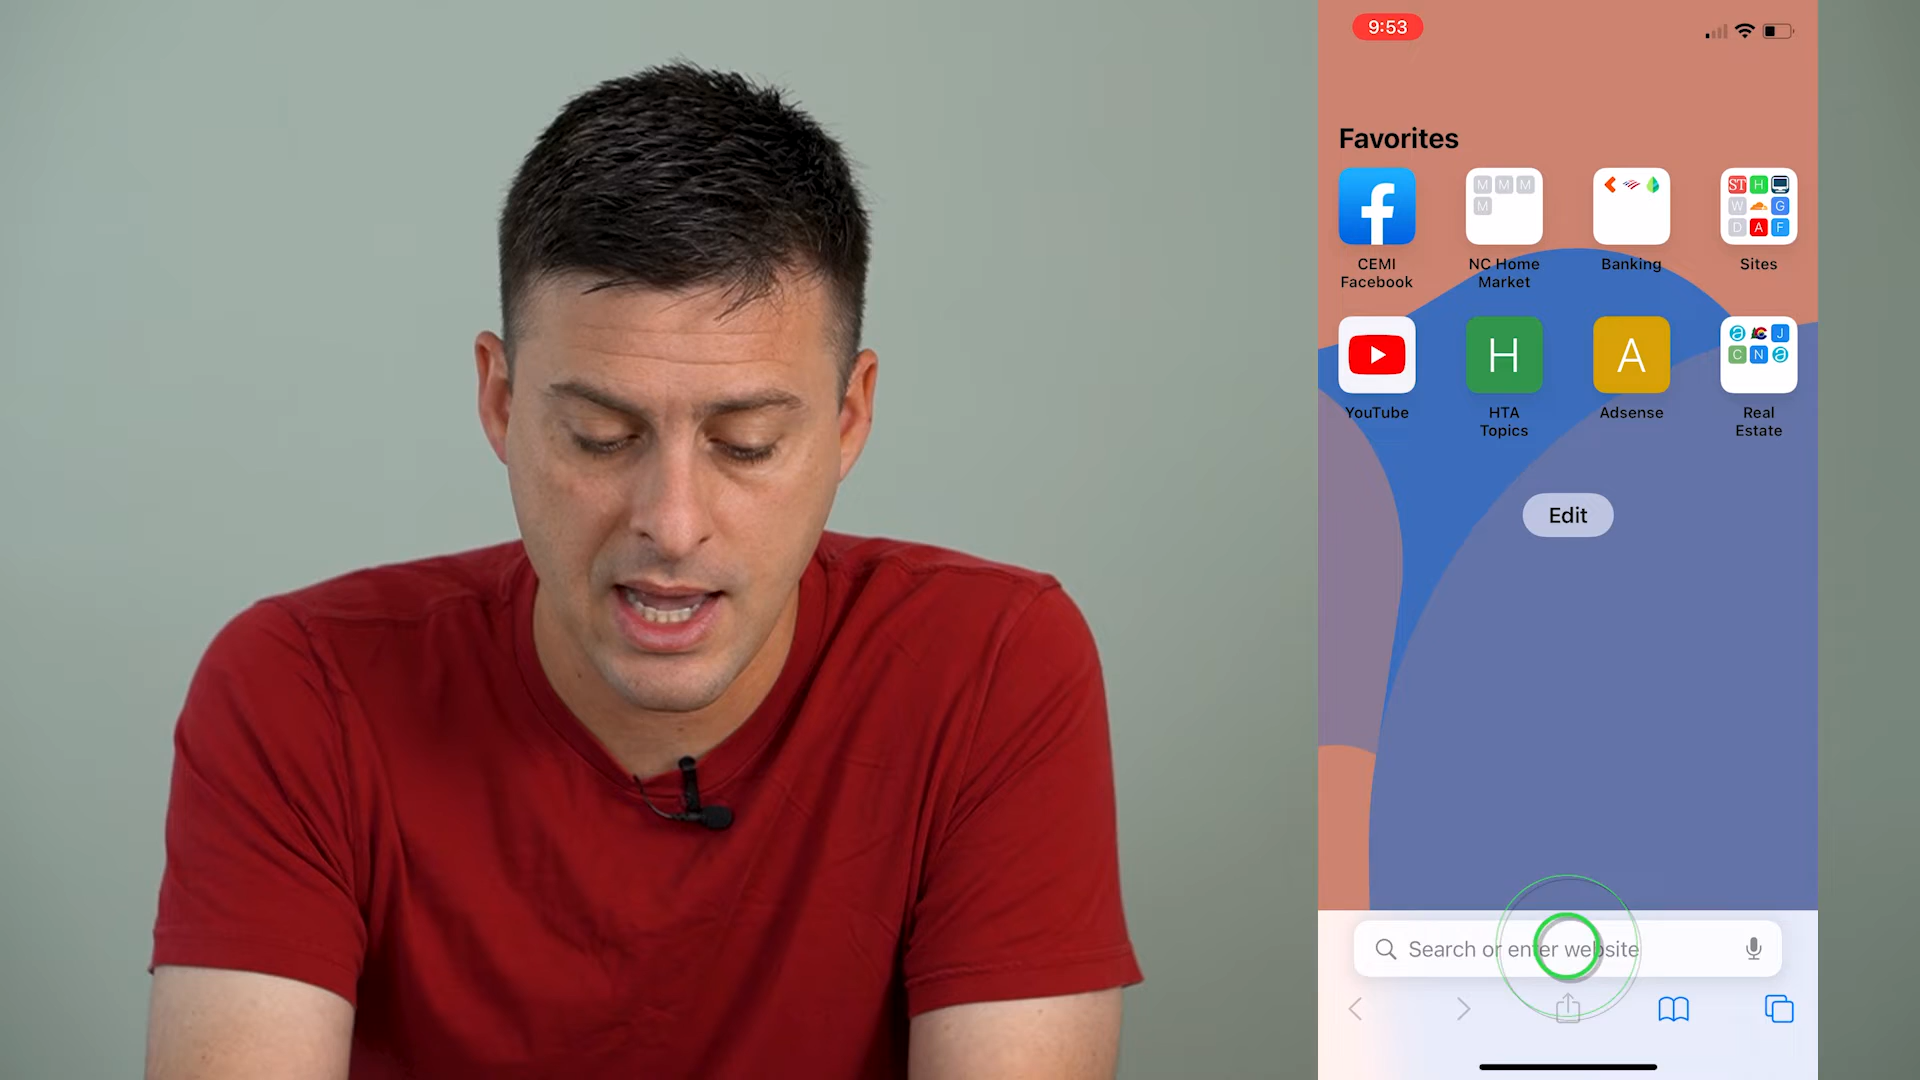 9:53
Favorites
M M M
M
ST H
W G
D A F
CEMI
Facebook
NC Home
Market
Banking
Sites
H
A
J
C N
YouTube
HTA
Topics
Adsense
Real
Estate
Edit
Search or enter website